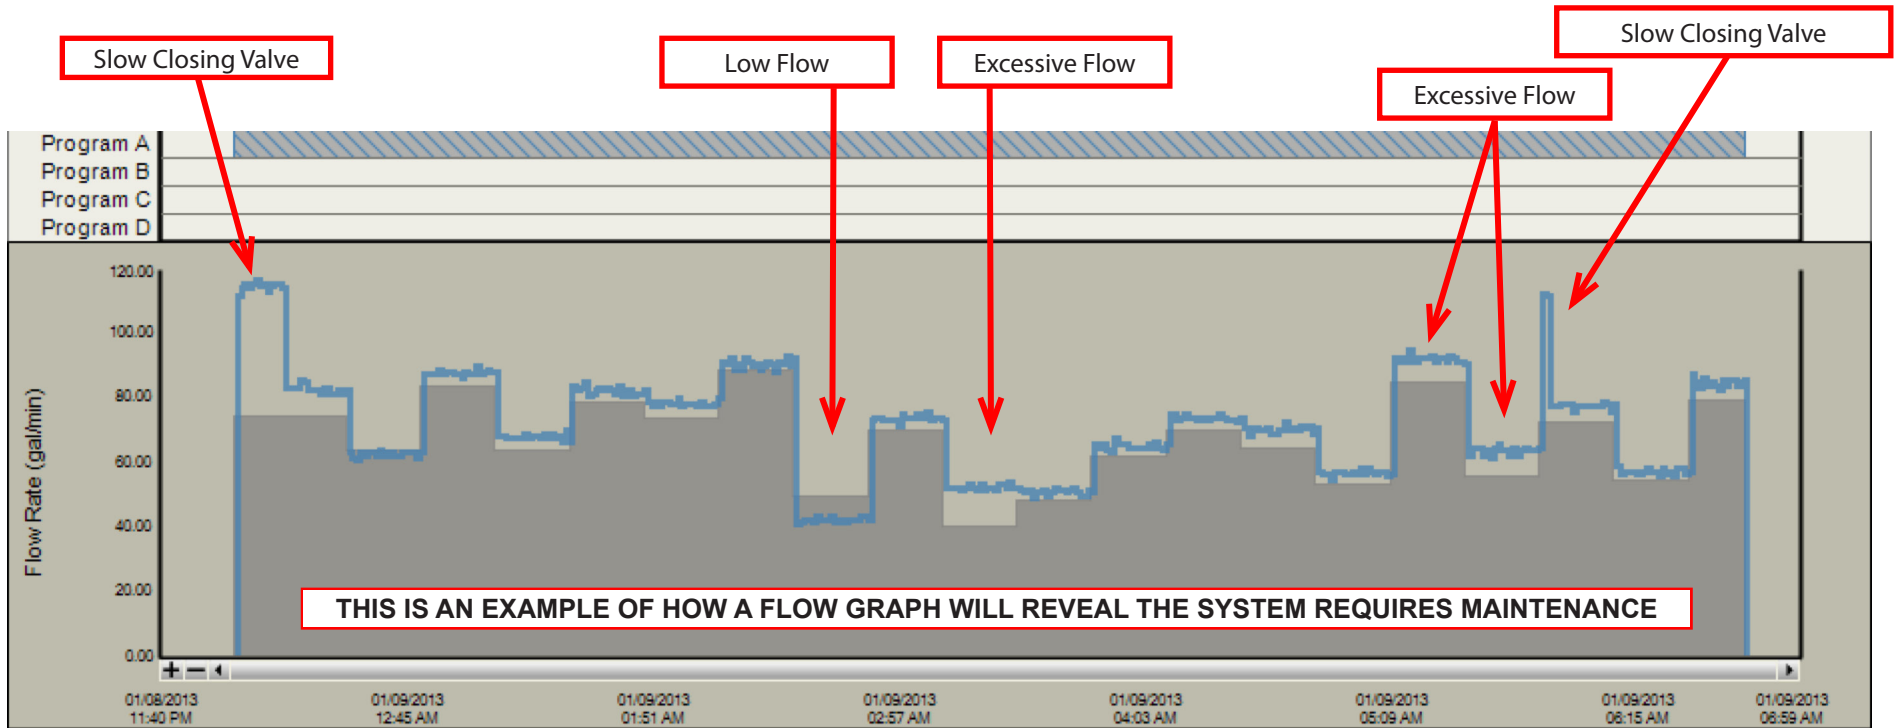 Slow Closing Valve
Low Flow
Excessive Flow
Excessive Flow
Slow Closing Valve
Program A
Program B
Program C
Program D
Flow Rate (gal/min)
120.00
100.00
80.00
60.00
40.00
20.00
0.00
THIS IS AN EXAMPLE OF HOW A FLOW GRAPH WILL REVEAL THE SYSTEM REQUIRES MAINTENANCE
01/08/2013
11:40 PM
01/09/2013
12:45 AM
01/09/2013
01:51 AM
01/09/2013
02:57 AM
01/09/2013
04:03 AM
01/09/2013
05:09 AM
01/09/2013
06:15 AM
01/09/2013
06:59 AM